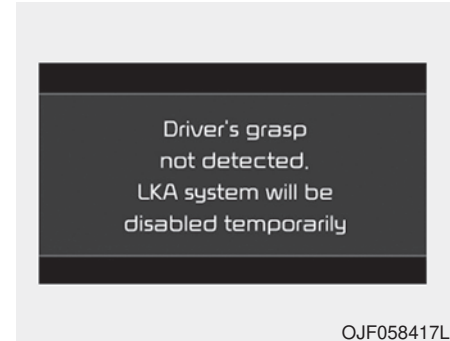 Driver's grasp
not detected.
LKA system will be
disabled temporarily
OJF058417L